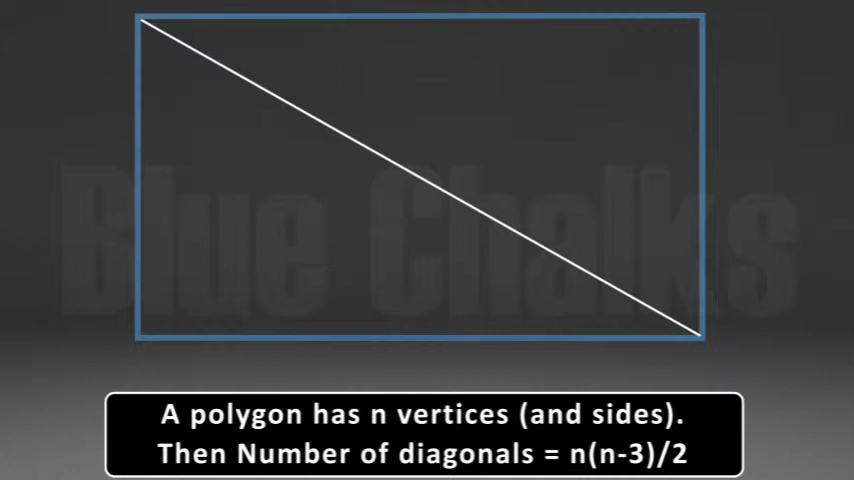 Blue Chalks
A polygon has n vertices (and sides).
Then Number of diagonals = n(n-3)/2